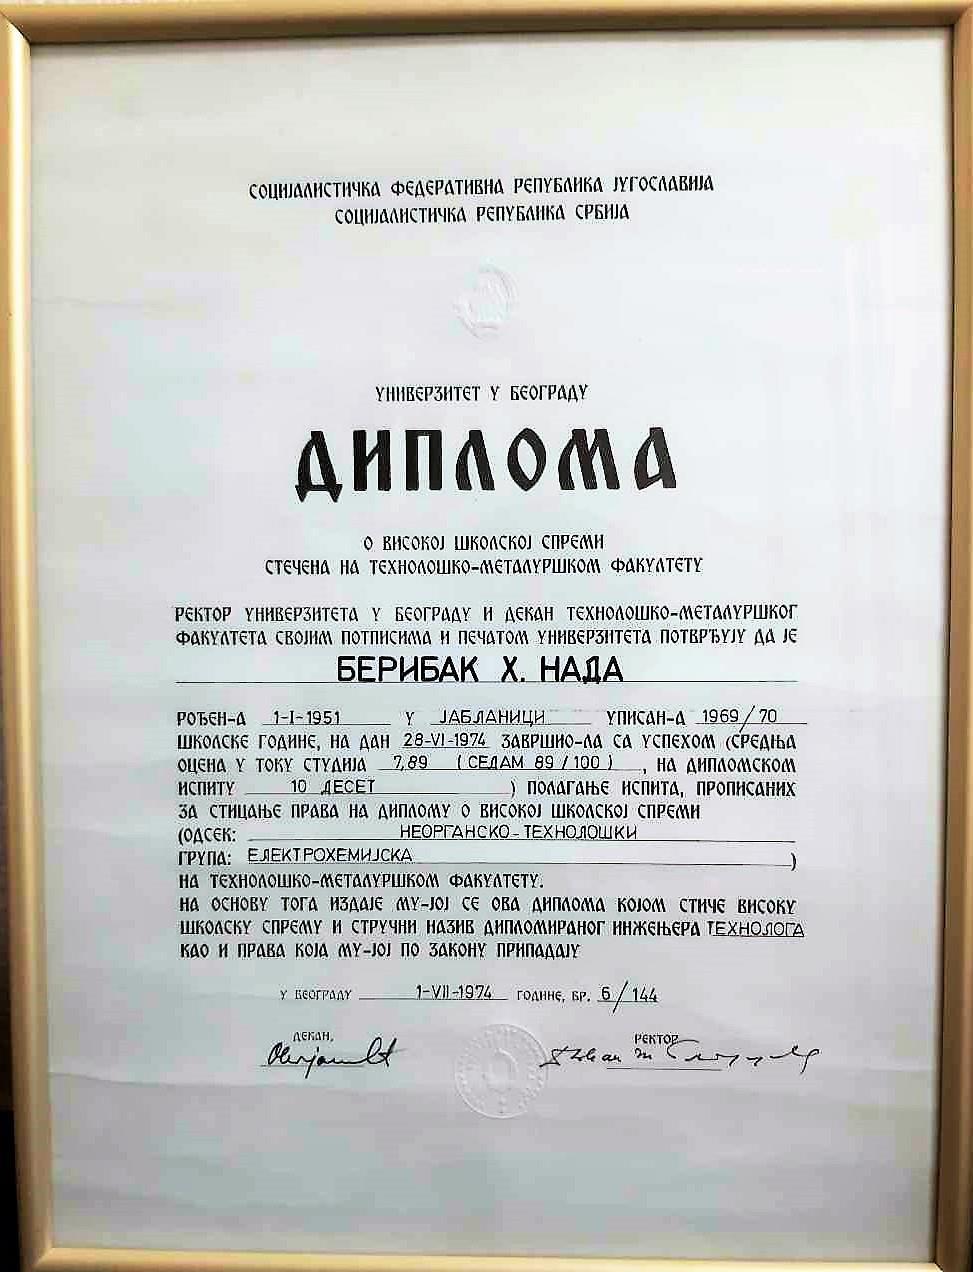 СОЦИЈАЛИСТИЧКА ФЕДЕРАТИВНА РЕПУБЛИКА ЈУГОСЛАВИЈА
СОЦИЈАЛИСТИЧКА РЕПУБЛИКА СРБИЈА
УНИВЕРЗИТЕТ У БЕОГРАДУ
ДИПЛОМА
О ВИСОКОЈ ШКОЛСКОЈ СПРЕМИ
СТЕЧЕНА НА ТЕХНОЛОШКО-МЕТАЛУРШКОМ ФАКУЛТЕТУ
РЕКТОР УНИВЕРЗИТЕТА У БЕОГРАДУ И ДЕКАН ТЕХНОЛОШКО-МЕТАЛУРШКОГ
ФАКУЛТЕТА СВОЈИМ ПОТПИСИМА И ПЕЧАТОМ УНИВЕРЗИТЕТА ПОТВРЂУЈУ ДА ЈЕ
БЕРИБАК Х. НАДА
РОЂЕН-А 1-I-1951 У ЈАБЛАНИЦИ УПИСАН-А 1969/70
ШКОЛСКЕ ГОДИНЕ, НА ДАН 28-VI-1974 ЗАВРШИО-ЛА СА УСПЕХОМ (СРЕДЊА
ОЦЕНА У ТОКУ СТУДИЈА 7,89 (СЕДАМ 89/100), НА ДИПЛОМСКОМ
ИСПИТУ 10 ДЕСЕТ) ПОЛАГАЊЕ ИСПИТА, ПРОПИСАНИХ
ЗА СТИЦАЊЕ ПРАВА НА ДИПЛОМУ О ВИСОКОЈ ШКОЛСКОЈ СПРЕМИ
(ОДСЕК: НЕОРГАНСКО-ТЕХНОЛОШКИ
ГРУПА: ЕЛЕКТРОХЕМИЈСКА)
НА ТЕХНОЛОШКО-МЕТАЛУРШКОМ ФАКУЛТЕТУ.
НА ОСНОВУ ТОГА ИЗДАЈЕ МУ-ЈОЈ СЕ ОВА ДИПЛОМА КОЈОМ СТИЧЕ ВИСОКУ
ШКОЛСКУ СПРЕМУ И СТРУЧНИ НАЗИВ ДИПЛОМИРАНОГ ИНЖЕЊЕРА ТЕХНОЛОГА
КАО И ПРАВА КОЈА МУ-ЈОЈ ПО ЗАКОНУ ПРИПАДАЈУ
У БЕОГРАДУ 1-VII-1974 ГОДИНЕ, БР. 6/144
ДЕКАН, РЕКТОР